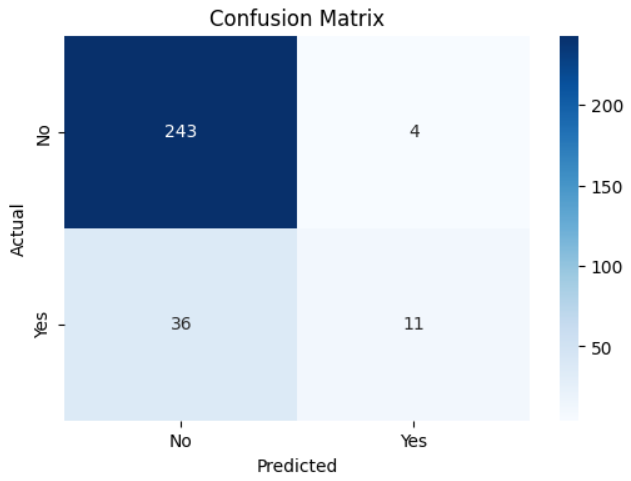 Confusion Matrix
No
243
4
200
150
Actual
100
Yes
36
11
50
No
Yes
Predicted